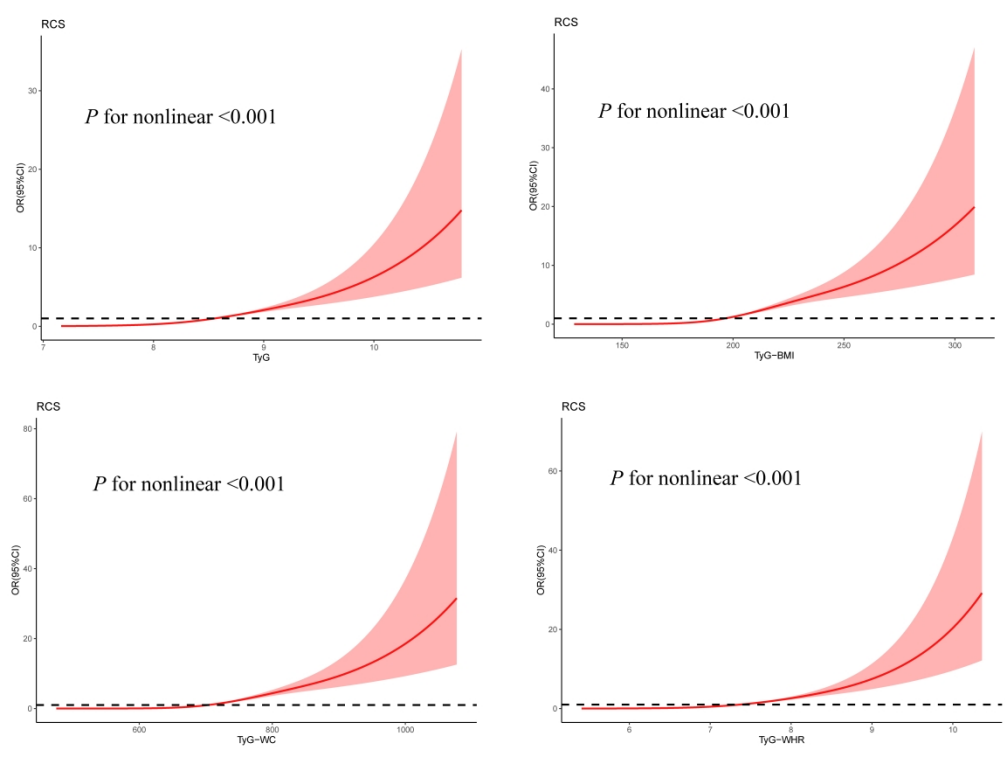 RCS
P for nonlinear <0.001
OR(95%CI)
30
20
10
0
7
8
9
10
TyG
RCS
P for nonlinear <0.001
OR(95%CI)
40
30
20
10
0
150
200
250
300
TyG−BMI
RCS
P for nonlinear <0.001
OR(95%CI)
80
60
40
20
0
600
800
1000
TyG−WC
RCS
P for nonlinear <0.001
OR(95%CI)
60
40
20
0
6
7
8
9
10
TyG−WHR